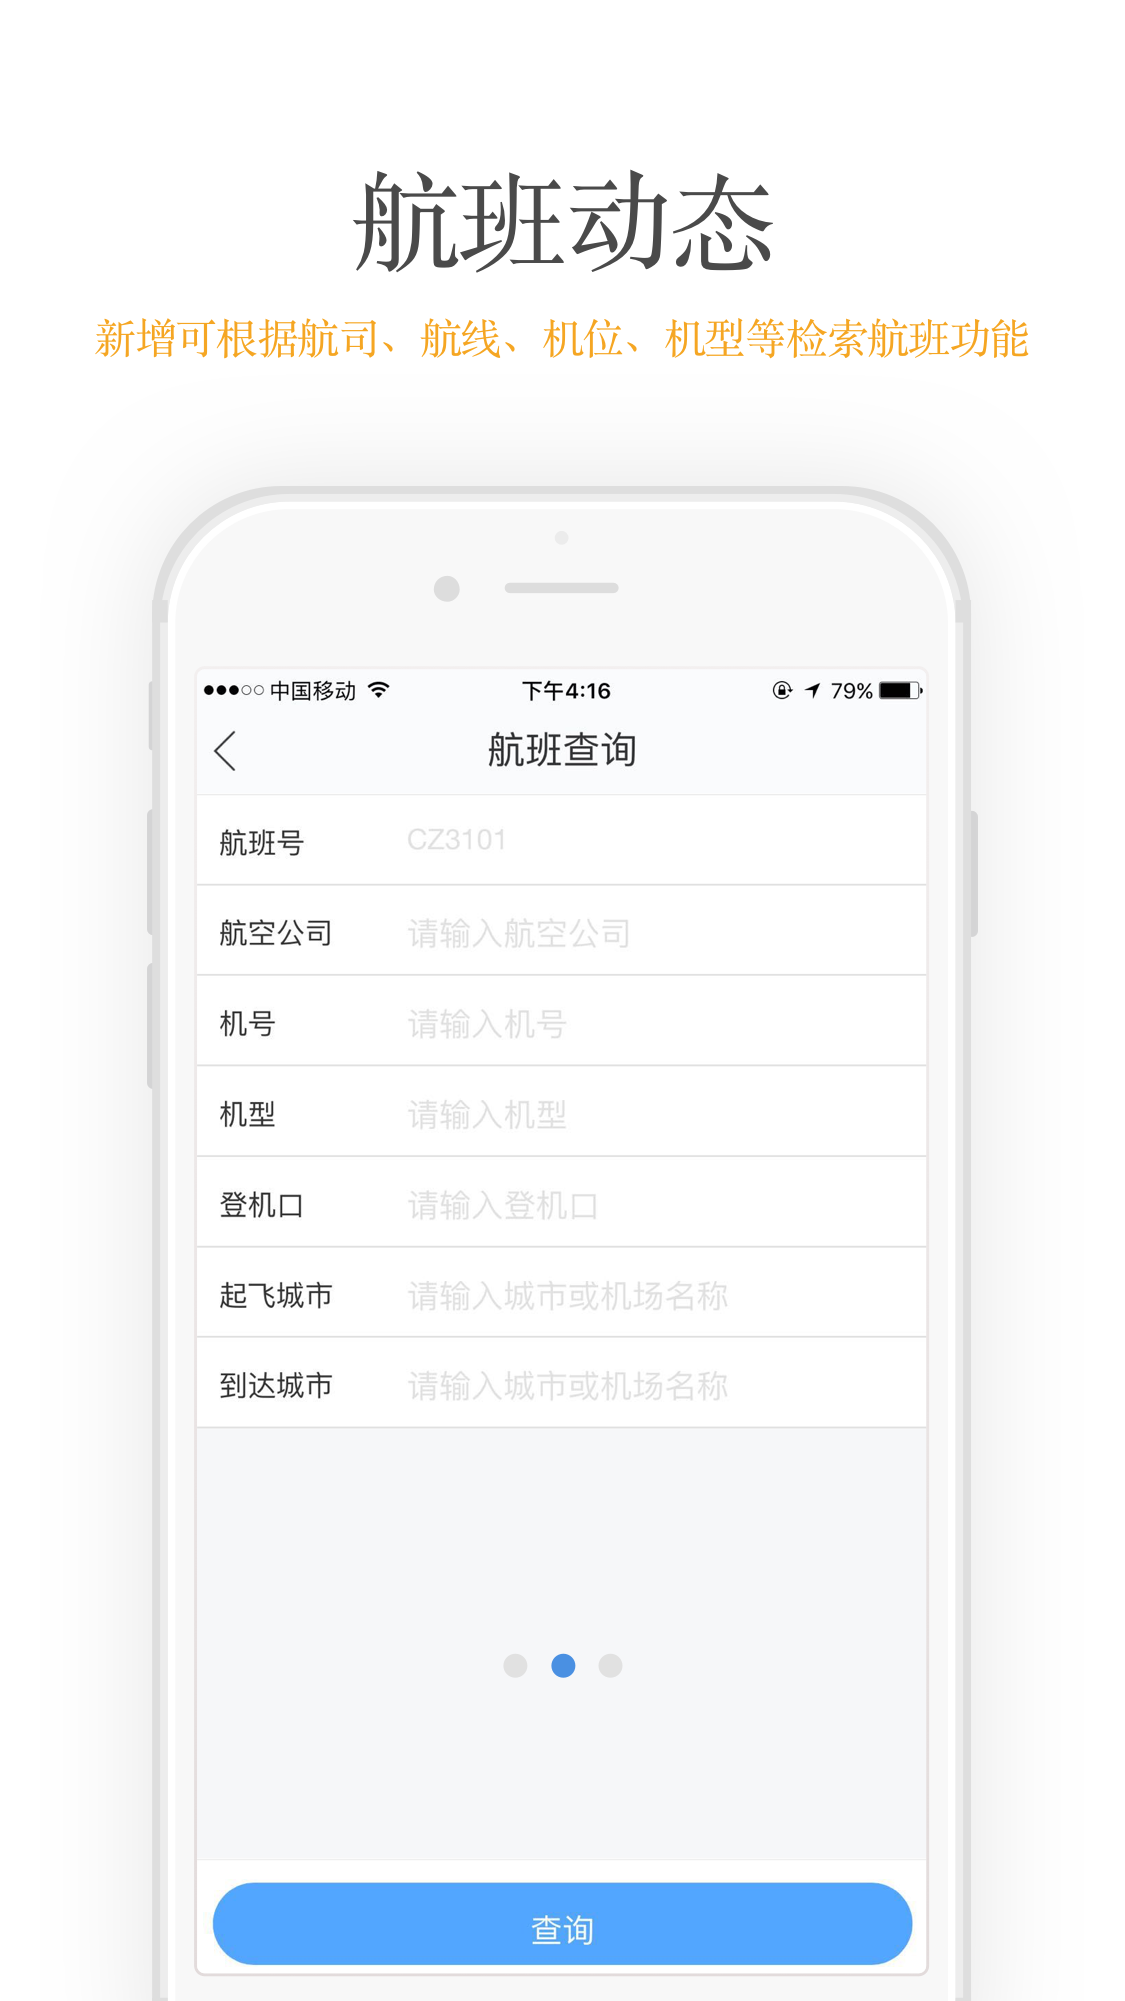 航班动态
新增可根据航司、航线、机位、机型等检索航班功能
中国移动 下午4:16 79%
航班查询
航班号 CZ3101
航空公司 请输入航空公司
机号 请输入机号
机型 请输入机型
登机口 请输入登机口
起飞城市 请输入城市或机场名称
到达城市 请输入城市或机场名称
查询